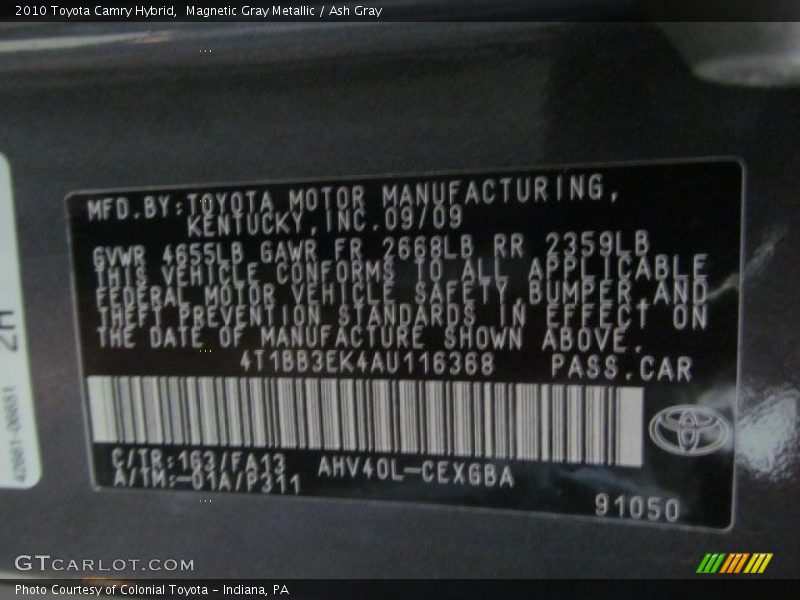 2010 Toyota Camry Hybrid,  Magnetic Gray Metallic / Ash Gray
MFD.BY:TOYOTA MOTOR MANUFACTURING,
KENTUCKY,INC.09/09
GVWR 4655LB GAWR FR 2668LB RR 2359LB
THIS VEHICLE CONFORMS TO ALL APPLICABLE
FEDERAL MOTOR VEHICLE SAFETY,BUMPER,AND
THEFT PREVENTION STANDARDS IN EFFECT ON
THE DATE OF MANUFACTURE SHOWN ABOVE.
4T1BB3EK4AU116368 PASS.CAR
C/TR:1G3/FA13 AHV40L-CEXGBA
A/TM:-01A/P311
91050
GTCARLOT.COM
Photo Courtesy of Colonial Toyota - Indiana, PA